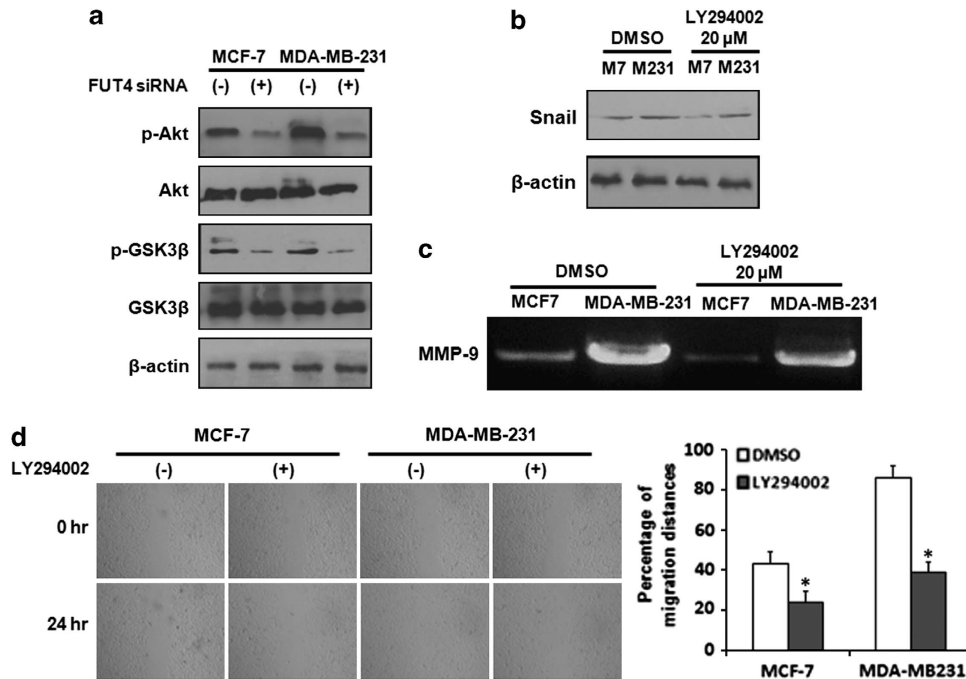 a
MCF-7 MDA-MB-231
FUT4 siRNA (-) (+) (-) (+)
p-Akt
Akt
p-GSK3β
GSK3β
β-actin
b
LY294002
DMSO 20 µM
M7 M231 M7 M231
Snail
β-actin
c
LY294002
DMSO 20 µM
MCF7 MDA-MB-231 MCF7 MDA-MB-231
MMP-9
d
MCF-7 MDA-MB-231
LY294002 (-) (+) (-) (+)
0 hr
24 hr
Percentage of
migration distances
100
80
60
40
20
0
DMSO
LY294002
*
*
MCF-7 MDA-MB231